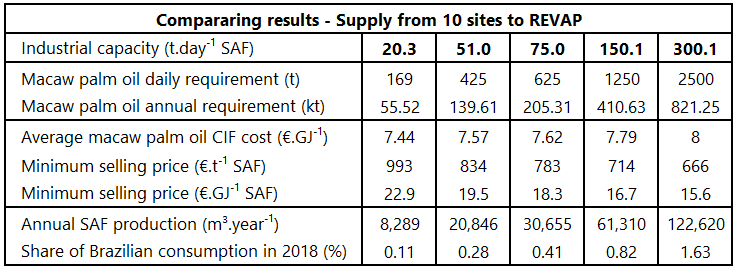 Compararing results - Supply from 10 sites to REVAP
Industrial capacity (t.day⁻¹ SAF) 20.3 51.0 75.0 150.1 300.1
Macaw palm oil daily requirement (t) 169 425 625 1250 2500
Macaw palm oil annual requirement (kt) 55.52 139.61 205.31 410.63 821.25
Average macaw palm oil CIF cost (€.GJ⁻¹) 7.44 7.57 7.62 7.79 8
Minimum selling price (€.t⁻¹ SAF) 993 834 783 714 666
Minimum selling price (€.GJ⁻¹ SAF) 22.9 19.5 18.3 16.7 15.6
Annual SAF production (m³.year⁻¹) 8,289 20,846 30,655 61,310 122,620
Share of Brazilian consumption in 2018 (%) 0.11 0.28 0.41 0.82 1.63